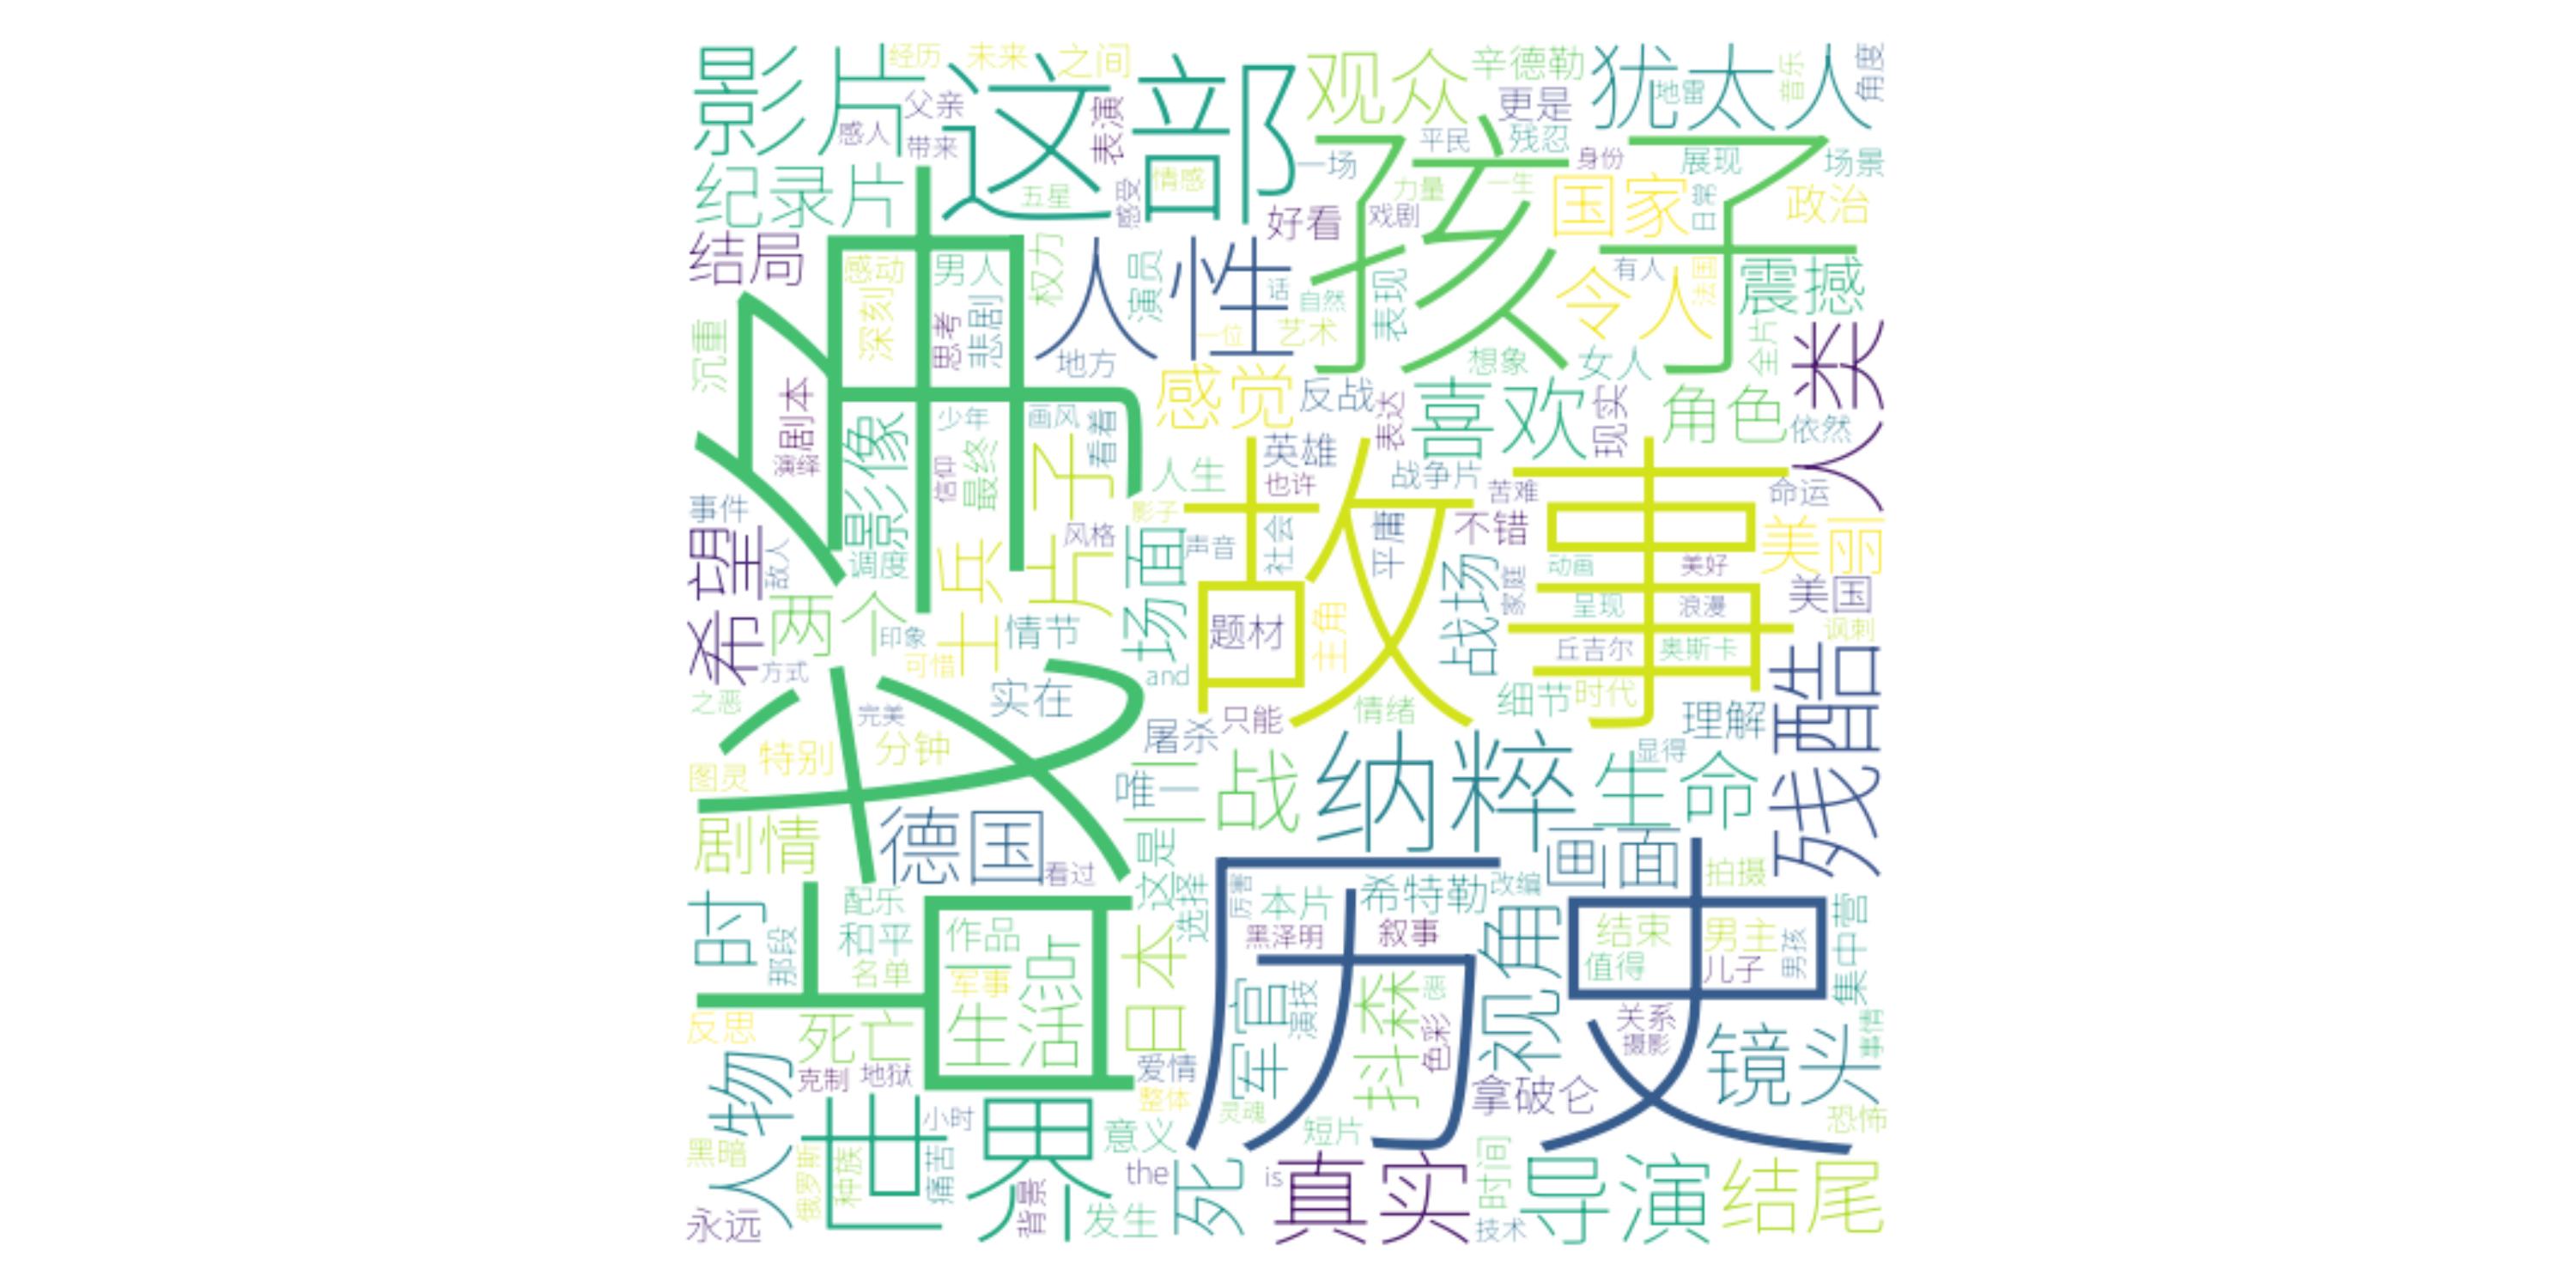 影片
经历
未来
之间
这部
观众
辛德勒
犹太人
地雷
音乐
角度
父亲
感人
带来
表演
更是
平民
残忍
一场
身份
展现
场景
纪录片
五星
感受
情感
孩子
力量
一生
国家
日常
政治
好看
戏剧
结局
战争
感动
男人
权力
人性
演员
话
自然
表现
令人
有人
法国
震撼
深刻
思考
悲剧
一位
艺术
地方
想象
女人
全片
人类
沉重
剧本
演绎
感觉
反战
表达
喜欢
现实
角色
依然
影像
少年
画风
看着
信仰
最终
上子
人生
英雄
也许
战争片
苦难
命运
故事
事件
影子
希望
敌人
调度
士兵
风格
场面
声音
社会
平庸
不错
动画
美好
美丽
战场
家庭
呈现
浪漫
美国
两个
印象
情节
题材
主角
丘吉尔
奥斯卡
讽刺
方式
可惜
and
之恶
完美
实在
屠杀
只能
情绪
细节
时代
理解
残酷
图灵
特别
分钟
唯一
二战
纳粹
生命
显得
剧情
德国
看过
这是
画面
拍摄
时
那段
配乐
和平
名单
作品
军事
一点
生活
选择
日本
厉害
本片
希特勒
改编
黑泽明
叙事
历史
视角
结束
值得
男主
儿子
男孩
集中营
军官
演技
抖森
恶
色彩
关系
摄影
镜头
事情
反思
死亡
克制
地狱
爱情
整体
拿破仑
恐怖
人物
世界
小时
意义
灵魂
短片
黑暗
俄罗斯
种族
痛苦
背景
the
死
is
真实
时间
技术
导演
结尾
永远
发生